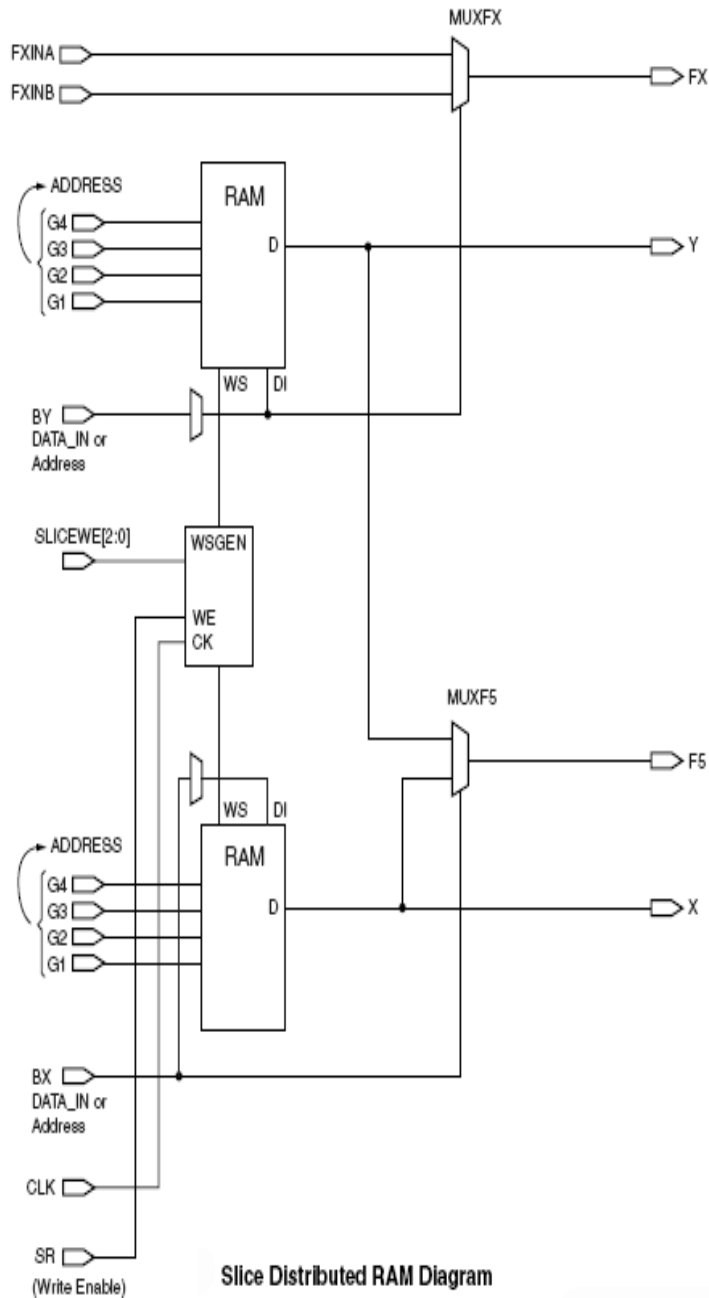 MUXFX
FXINA
FX
FXINB
ADDRESS
RAM
G4
G3
D
Y
G2
G1
WS DI
BY
DATA_IN or
Address
SLICEWE[2:0]
WSGEN
WE
CK
MUXF5
F5
WS DI
ADDRESS
RAM
G4
G3
D
X
G2
G1
BX
DATA_IN or
Address
CLK
SR
(Write Enable)
Slice Distributed RAM Diagram